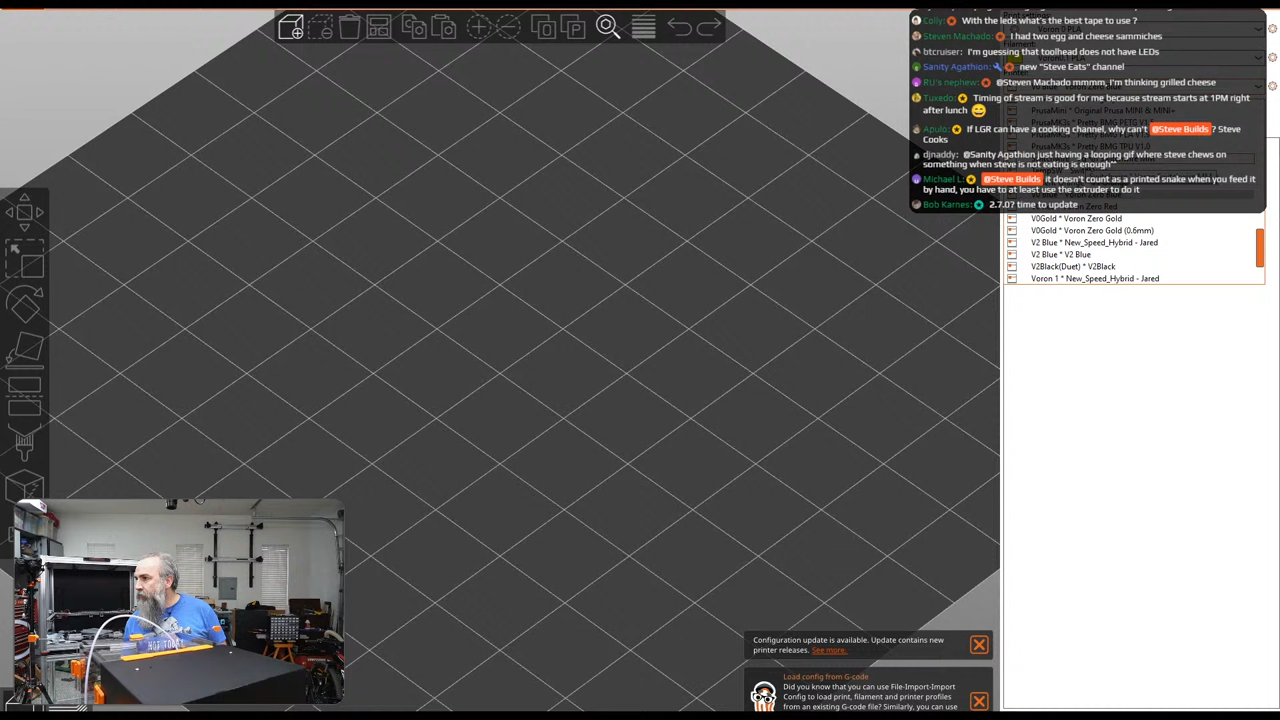 Colly: With the leds what's the best tape to use ?
Steven Machado: I had two egg and cheese sammiches
btcruiser: I'm guessing that toolhead does not have LEDs
Sanity Agathion: new "Steve Eats" channel
RU's nephew: @Steven Machado mmmm, I'm thinking grilled cheese
Tuxedo: Timing of stream is good for me because stream starts at 1PM right
after lunch 😄
Apulo: If LGR can have a cooking channel, why can't @Steve Builds ? Steve
Cooks
djnaddy: @Sanity Agathion just having a looping gif where steve chews on
something when steve is not eating is enough^^
Michael L: @Steve Builds it doesn't count as a printed snake when you feed it
by hand, you have to at least use the extruder to do it
Bob Karnes: 2.7.0? time to update
V0Gold * Voron Zero Gold
V0Gold * Voron Zero Gold (0.6mm)
V2 Blue * New_Speed_Hybrid - Jared
V2 Blue * V2 Blue
V2Black(Duet) * V2Black
Voron 1 * New_Speed_Hybrid - Jared
NOT TODAY
Configuration update is available. Update contains new
printer releases. See more.
Load config from G-code
Did you know that you can use File-Import-Import
Config to load print, filament and printer profiles
from an existing G-code file? Similarly, you can use